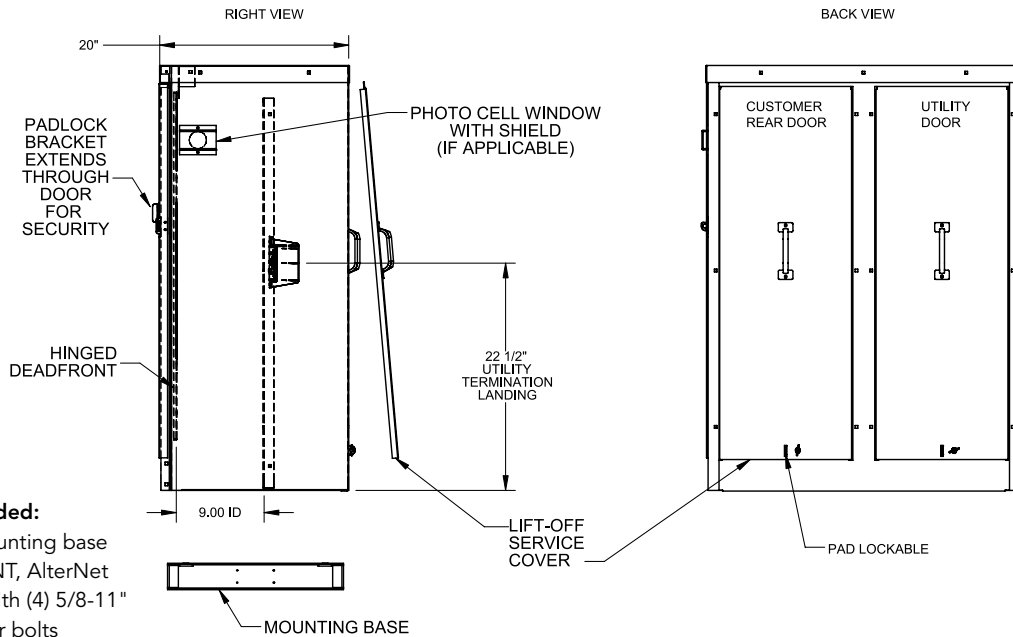 RIGHT VIEW
BACK VIEW
20"
PADLOCK
BRACKET
EXTENDS
THROUGH
DOOR
FOR
SECURITY
PHOTO CELL WINDOW
WITH SHIELD
(IF APPLICABLE)
CUSTOMER
REAR DOOR
UTILITY
DOOR
HINGED
DEADFRONT
22 1/2"
UTILITY
TERMINATION
LANDING
9.00 ID
LIFT-OFF
SERVICE
COVER
PAD LOCKABLE
ded:
unting base
NT, AlterNet
th (4) 5/8-11"
r bolts
MOUNTING BASE